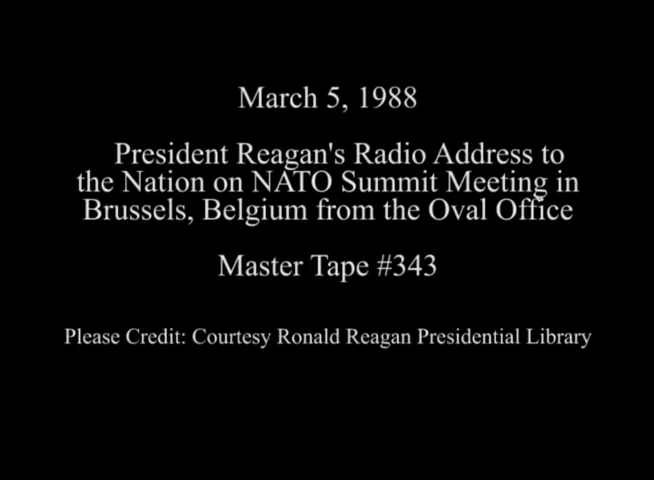 March 5, 1988
President Reagan's Radio Address to
the Nation on NATO Summit Meeting in
Brussels, Belgium from the Oval Office
Master Tape #343
Please Credit: Courtesy Ronald Reagan Presidential Library